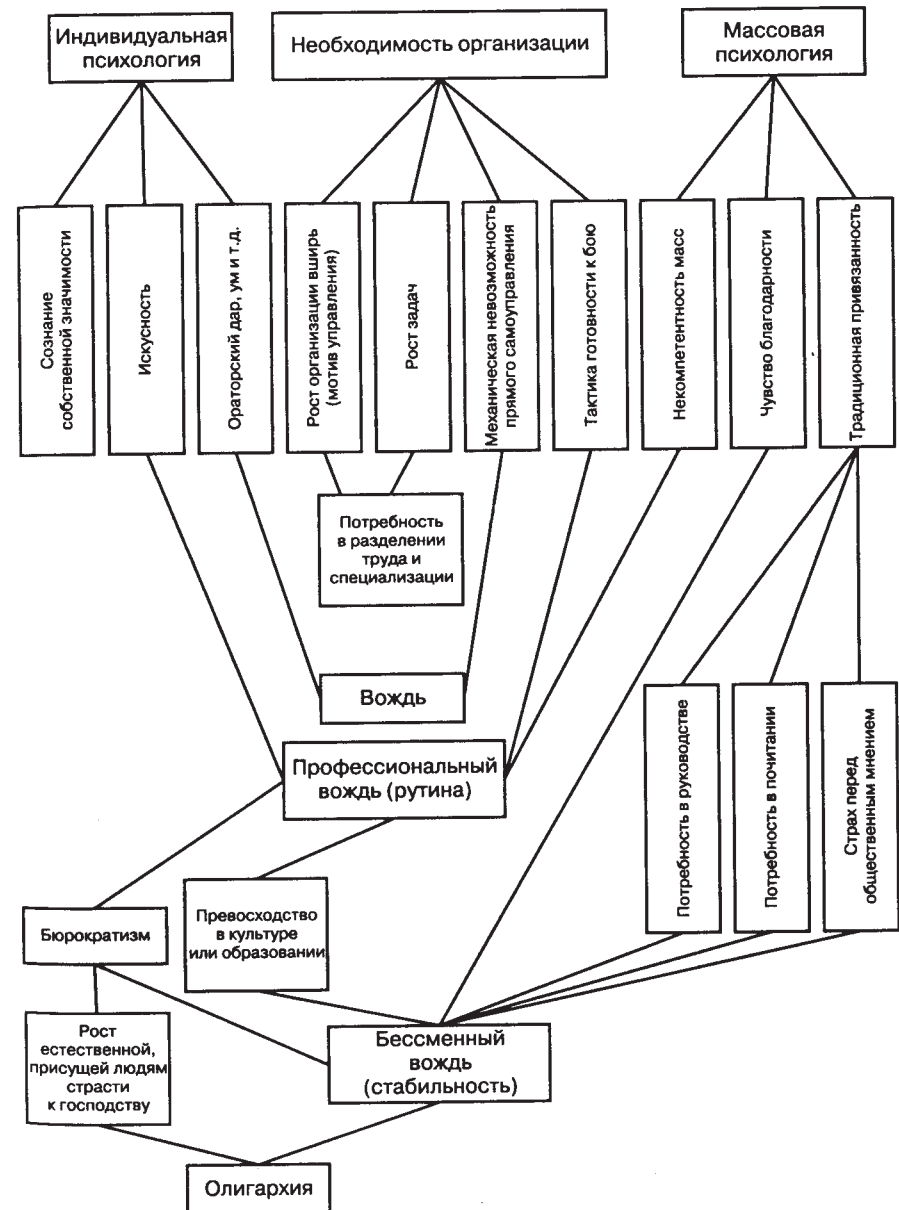 Индивидуальная
психология
Необходимость организации
Массовая
психология
Сознание
собственной значимости
Искусность
Ораторский дар, ум и т.д.
Рост организации вширь
(мотив управления)
Рост задач
Механическая невозможность
прямого самоуправления
Тактика готовности к бою
Некомпетентность масс
Чувство благодарности
Традиционная привязанность
Потребность
в разделении
труда и
специализации
Вождь
Профессиональный
вождь (рутина)
Потребность в руководстве
Потребность в почитании
Страх перед
общественным мнением
Бюрократизм
Превосходство
в культуре
или образовании
Рост
естественной,
присущей людям
страсти
к господству
Бессменный
вождь
(стабильность)
Олигархия